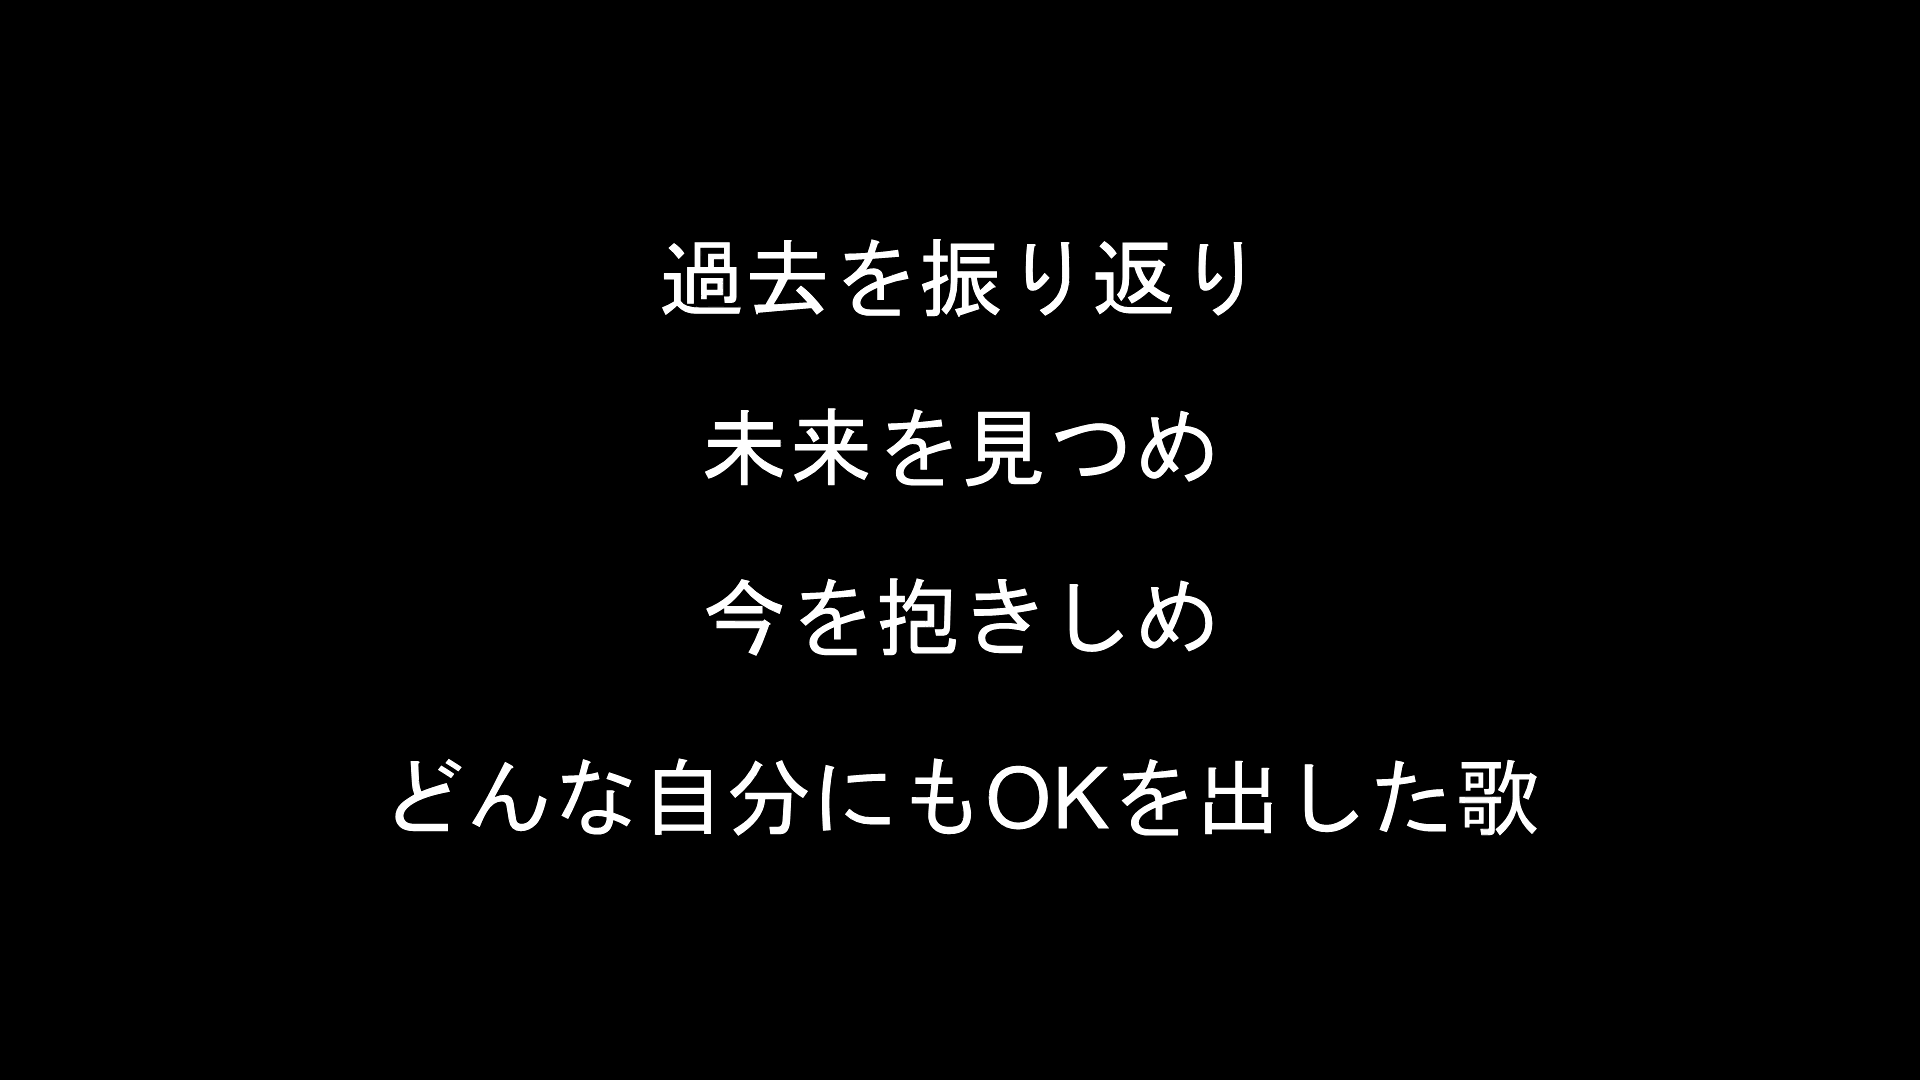 過去を振り返り
未来を見つめ
今を抱きしめ
どんな自分にもOKを出した歌